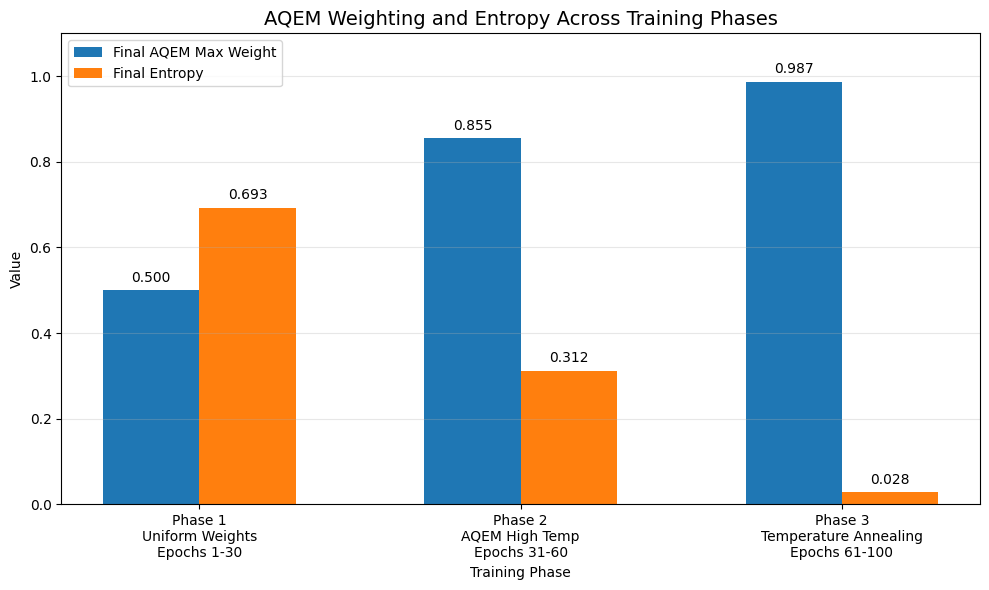 AQEM Weighting and Entropy Across Training Phases
Final AQEM Max Weight
Final Entropy
Value
1.0
0.8
0.6
0.4
0.2
0.0
0.500
0.693
0.855
0.312
0.987
0.028
Phase 1
Uniform Weights
Epochs 1-30
Phase 2
AQEM High Temp
Epochs 31-60
Phase 3
Temperature Annealing
Epochs 61-100
Training Phase